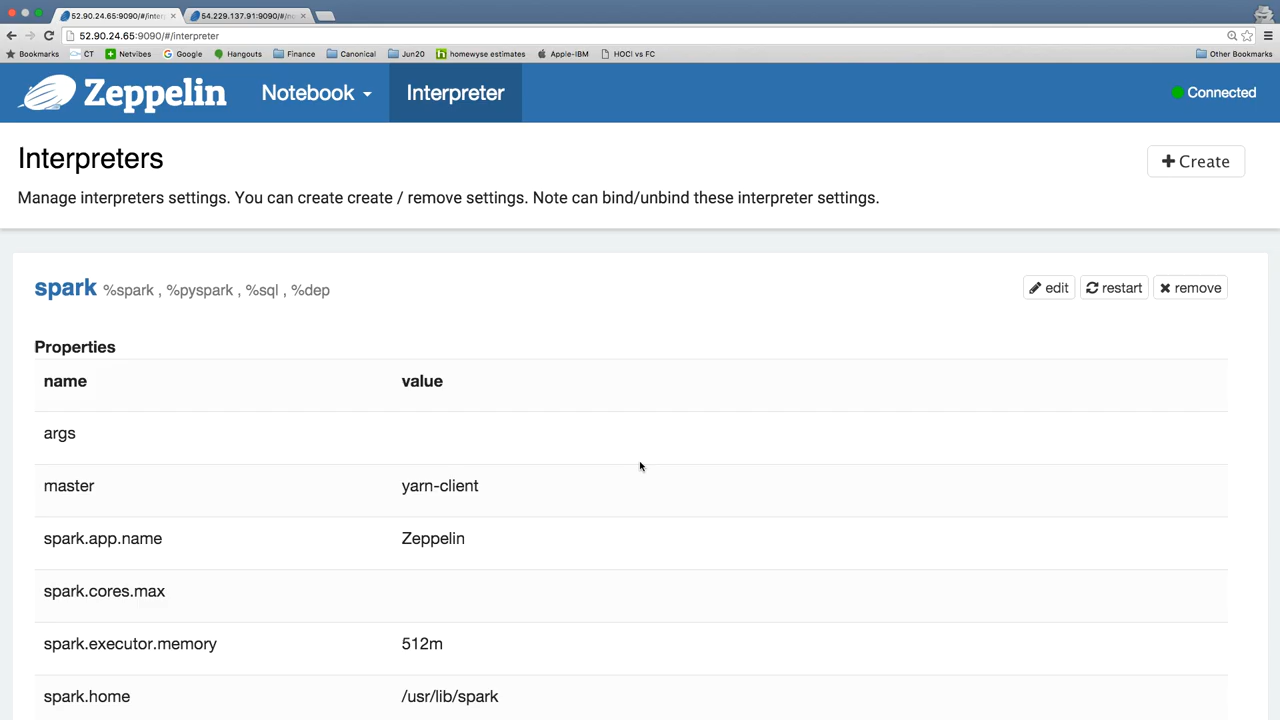 52.90.24.65:9090/#/inter
54.229.137.91:9090/#/no
52.90.24.65:9090/#/interpreter
Bookmarks CT Netvibes Google Hangouts Finance Canonical Jun20 homewyse estimates Apple-IBM HOCI vs FC Other Bookmarks
Zeppelin Notebook Interpreter Connected
Interpreters
Create
Manage interpreters settings. You can create create / remove settings. Note can bind/unbind these interpreter settings.
spark %spark , %pyspark , %sql , %dep
edit restart remove
Properties
name value
args
master yarn-client
spark.app.name Zeppelin
spark.cores.max
spark.executor.memory 512m
spark.home /usr/lib/spark